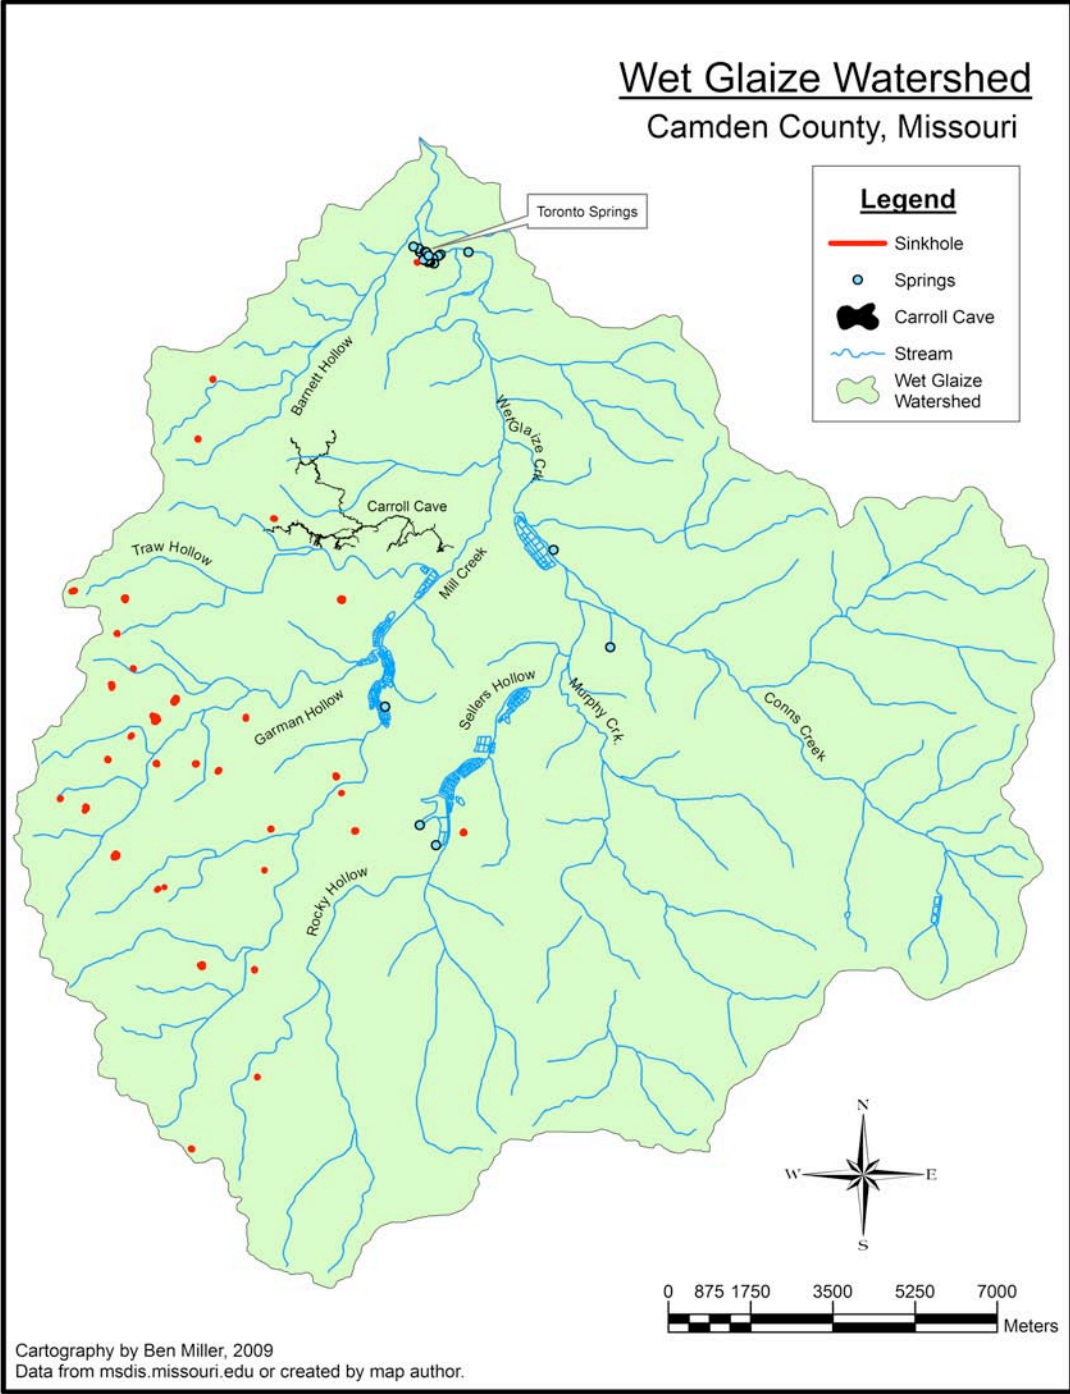 Wet Glaize Watershed
Camden County, Missouri
Toronto Springs
Legend
Sinkhole
Springs
Carroll Cave
Stream
Wet Glaize
Watershed
Barnett Hollow
Wet Glaize Crk
Carroll Cave
Traw Hollow
Mill Creek
Garman Hollow
Sellers Hollow
Murphy Crk.
Conns Creek
Rocky Hollow
N
W E
S
0 875 1750 3500 5250 7000
Meters
Cartography by Ben Miller, 2009
Data from msdis.missouri.edu or created by map author.